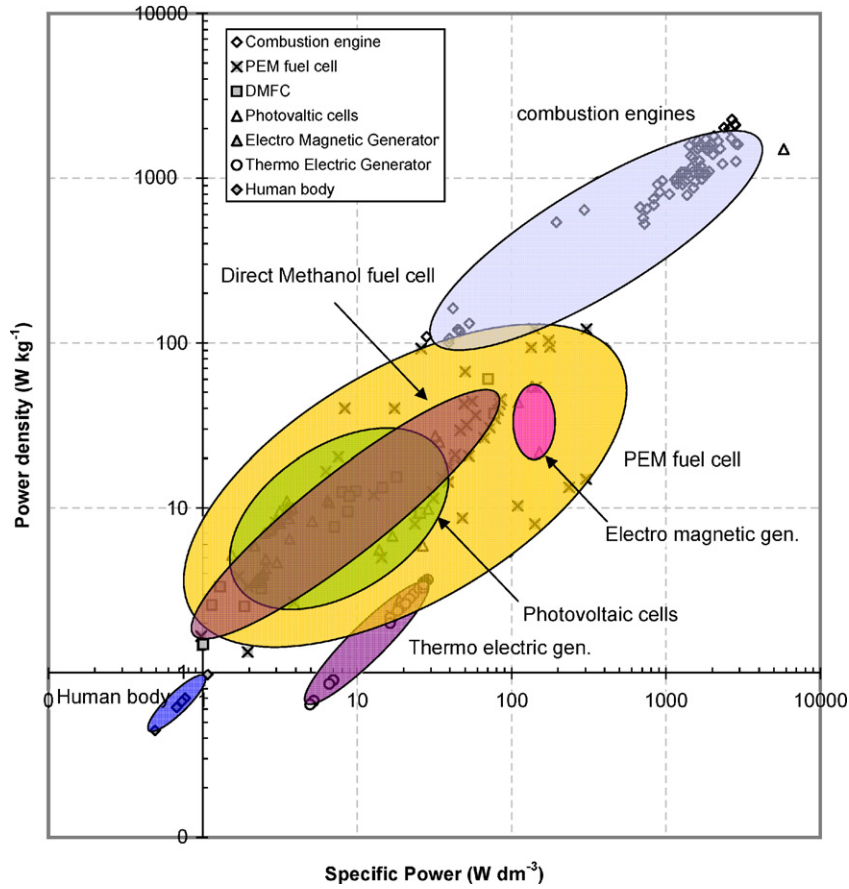 10000
Combustion engine
PEM fuel cell
DMFC
Photovaltic cells
Electro Magnetic Generator
Thermo Electric Generator
Human body
combustion engines
1000
Direct Methanol fuel cell
100
Power density (W kg⁻¹)
PEM fuel cell
10
Electro magnetic gen.
Photovoltaic cells
Thermo electric gen.
1
Human body
0
10
100
1000
10000
0
Specific Power (W dm⁻³)